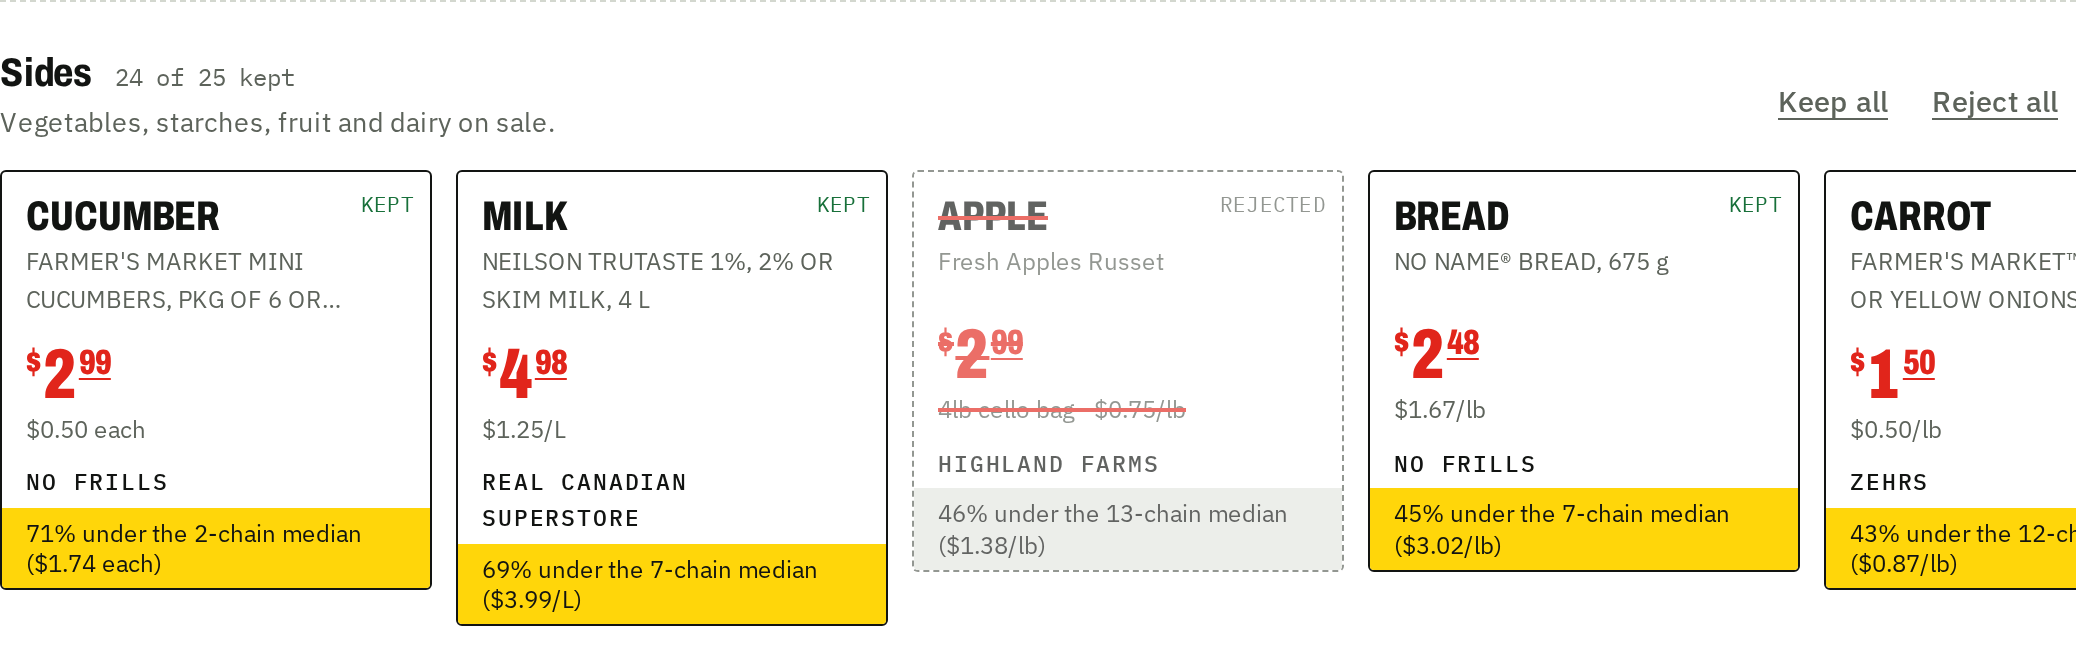 Sides 24 of 25 kept
Vegetables, starches, fruit and dairy on sale.
Keep all Reject all
CUCUMBER KEPT
FARMER'S MARKET MINI
CUCUMBERS, PKG OF 6 OR...
$2 99
$0.50 each
NO FRILLS
71% under the 2-chain median
($1.74 each)
MILK KEPT
NEILSON TRUTASTE 1%, 2% OR
SKIM MILK, 4 L
$4 98
$1.25/L
REAL CANADIAN
SUPERSTORE
69% under the 7-chain median
($3.99/L)
APPLE REJECTED
Fresh Apples Russet
$2 99
4lb cello bag $0.75/lb
HIGHLAND FARMS
46% under the 13-chain median
($1.38/lb)
BREAD KEPT
NO NAME® BREAD, 675 g
$2 48
$1.67/lb
NO FRILLS
45% under the 7-chain median
($3.02/lb)
CARROT
FARMER'S MARKET™
OR YELLOW ONIONS
$1 50
$0.50/lb
ZEHRS
43% under the 12-ch
($0.87/lb)